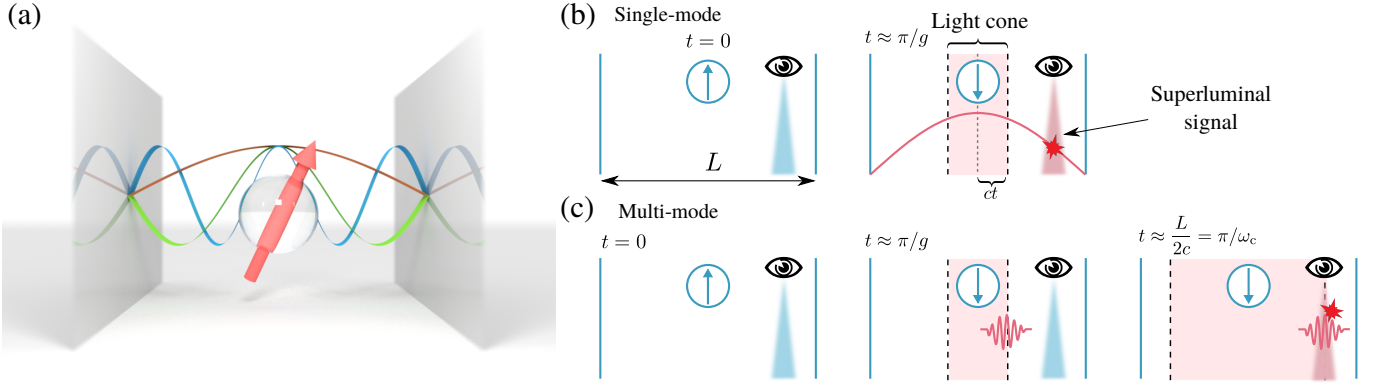 (a)
(b) Single-mode
t = 0
L
Light cone
t ≈ π/g
ct
Superluminal
signal
(c) Multi-mode
t = 0
t ≈ π/g
t ≈ L/2c = π/ω_c